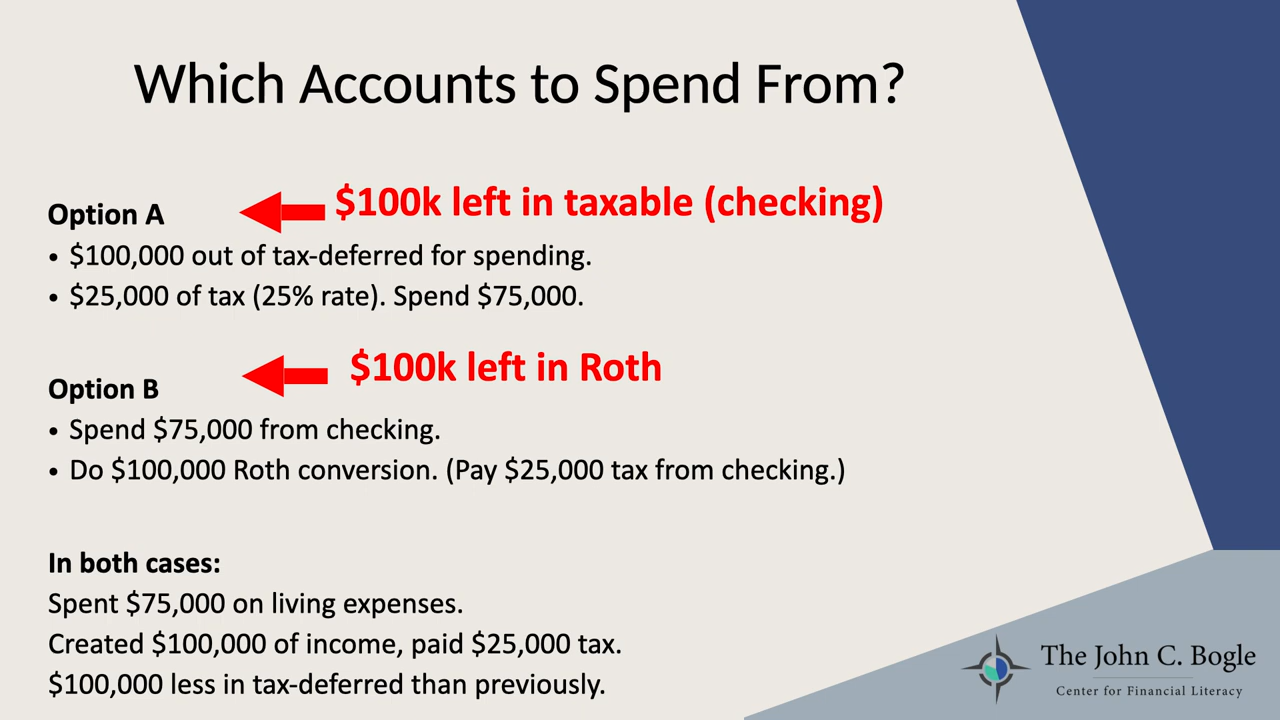 Which Accounts to Spend From?
Option A
$100k left in taxable (checking)
• $100,000 out of tax-deferred for spending.
• $25,000 of tax (25% rate). Spend $75,000.
Option B
$100k left in Roth
• Spend $75,000 from checking.
• Do $100,000 Roth conversion. (Pay $25,000 tax from checking.)
In both cases:
Spent $75,000 on living expenses.
Created $100,000 of income, paid $25,000 tax.
$100,000 less in tax-deferred than previously.
The John C. Bogle
Center for Financial Literacy